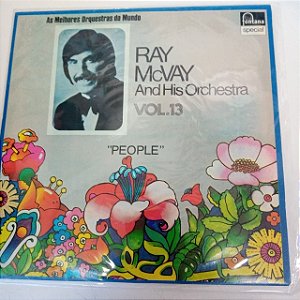 As Melhores Orquestras do Mundo
fontana
special
RAY
McVAY
And His Orchestra
VOL.13
"PEOPLE"